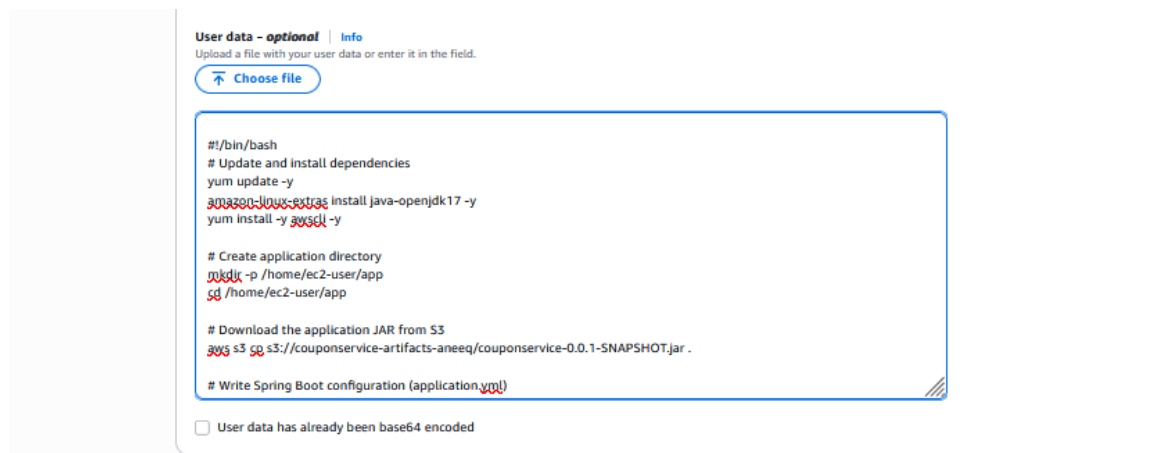 User data – optional | Info
Upload a file with your user data or enter it in the field.
Choose file
#!/bin/bash
# Update and install dependencies
yum update -y
amazon-linux-extras install java-openjdk17 -y
yum install -y awscli -y
# Create application directory
mkdir -p /home/ec2-user/app
cd /home/ec2-user/app
# Download the application JAR from S3
aws s3 cp s3://couponservice-artifacts-aneeq/couponservice-0.0.1-SNAPSHOT.jar .
# Write Spring Boot configuration (application.yml)
User data has already been base64 encoded